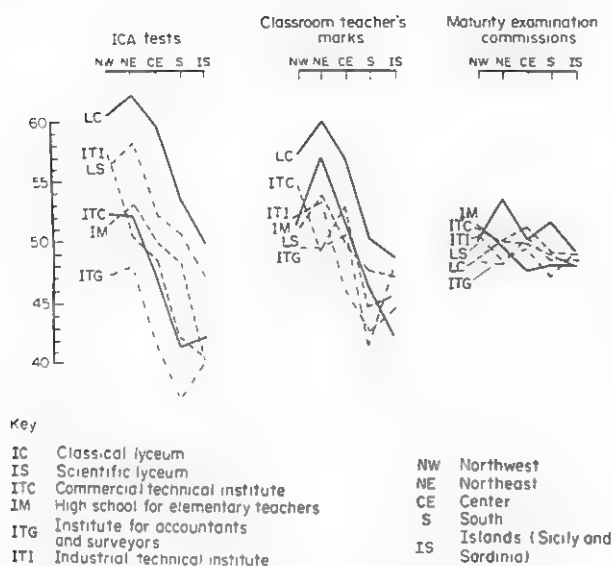 ICA tests
Classroom teacher's
marks
Maturity examination
commissions
NW NE CE S IS
NW NE CE S IS
NW NE CE S IS
60
55
50
45
40
LC
ITI
LS
ITC
IM
ITG
LC
ITC
ITI
IM
LS
ITG
IM
ITC
ITI
LS
LC
ITG
Key
IC Classical lyceum
IS Scientific lyceum
ITC Commercial technical institute
IM High school for elementary teachers
ITG Institute for accountants
and surveyors
ITI Industrial technical institute
NW Northwest
NE Northeast
CE Center
S South
IS Islands (Sicily and
Sardinia)